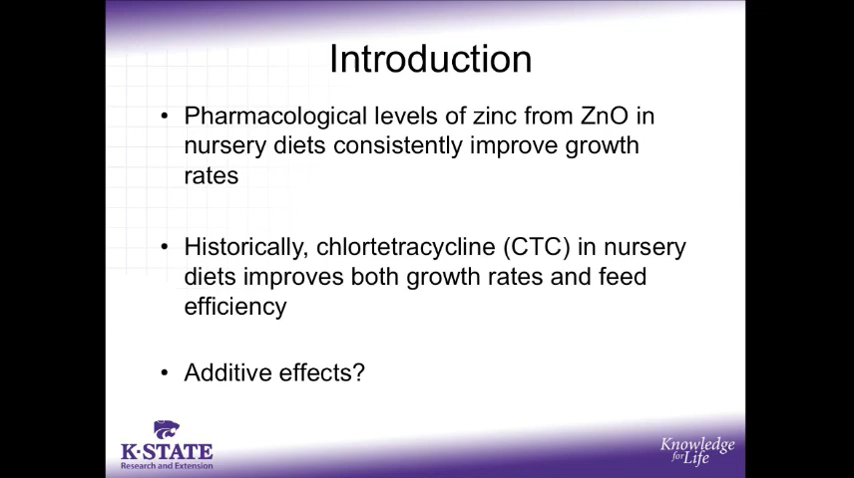 Introduction
• Pharmacological levels of zinc from ZnO in
nursery diets consistently improve growth
rates
• Historically, chlortetracycline (CTC) in nursery
diets improves both growth rates and feed
efficiency
• Additive effects?
K-STATE
Research and Extension
Knowledge
for Life